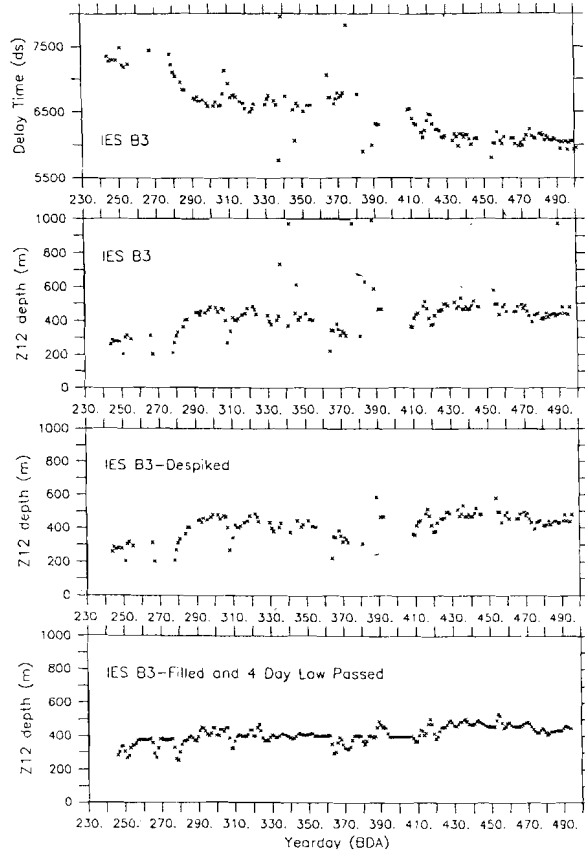 7500
6500
5500
Delay Time (ds)
IES B3
230. 250. 270. 290. 310. 330. 350. 370. 390. 410. 430. 450. 470. 490.
1000
800
600
400
200
0
Z12 depth (m)
IES B3
230. 250. 270. 290. 310. 330. 350. 370. 390. 410. 430. 450. 470. 490.
1000
800
600
400
200
0
Z12 depth (m)
IES B3-Despiked
230. 250. 270. 290. 310. 330. 350. 370. 390. 410. 430. 450. 470. 490.
1000
800
600
400
200
0
Z12 depth (m)
IES B3-Filled and 4 Day Low Passed
230. 250. 270. 290. 310. 330. 350. 370. 390. 410. 430. 450. 470. 490.
Yearday (BDA)